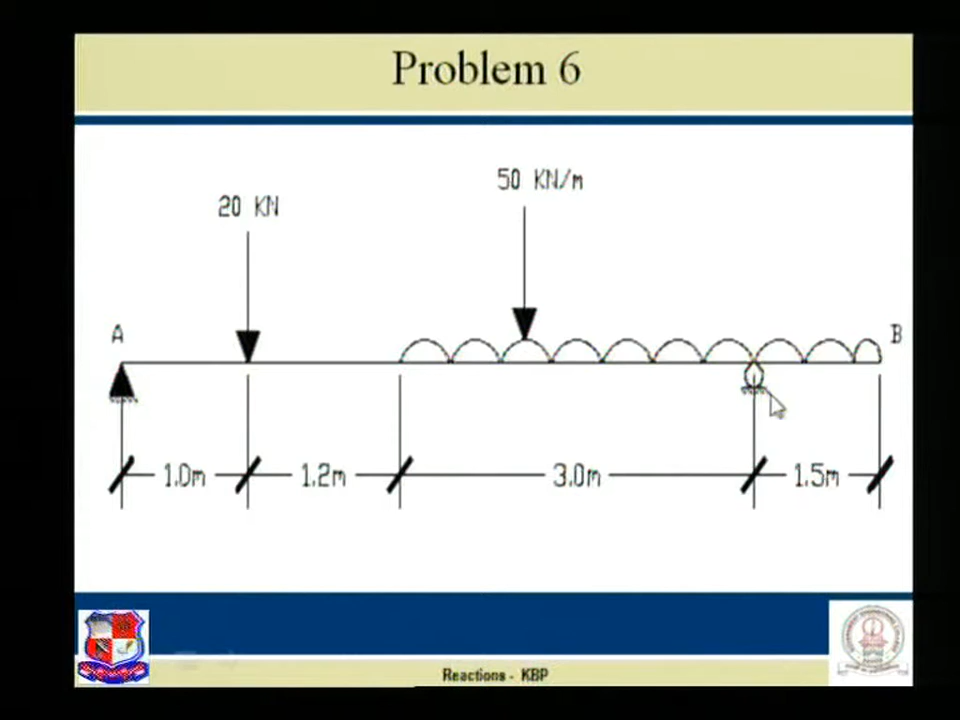 Problem 6
50 KN/m
20 KN
A
B
1.0m
1.2m
3.0m
1.5m
Reactions - KBP